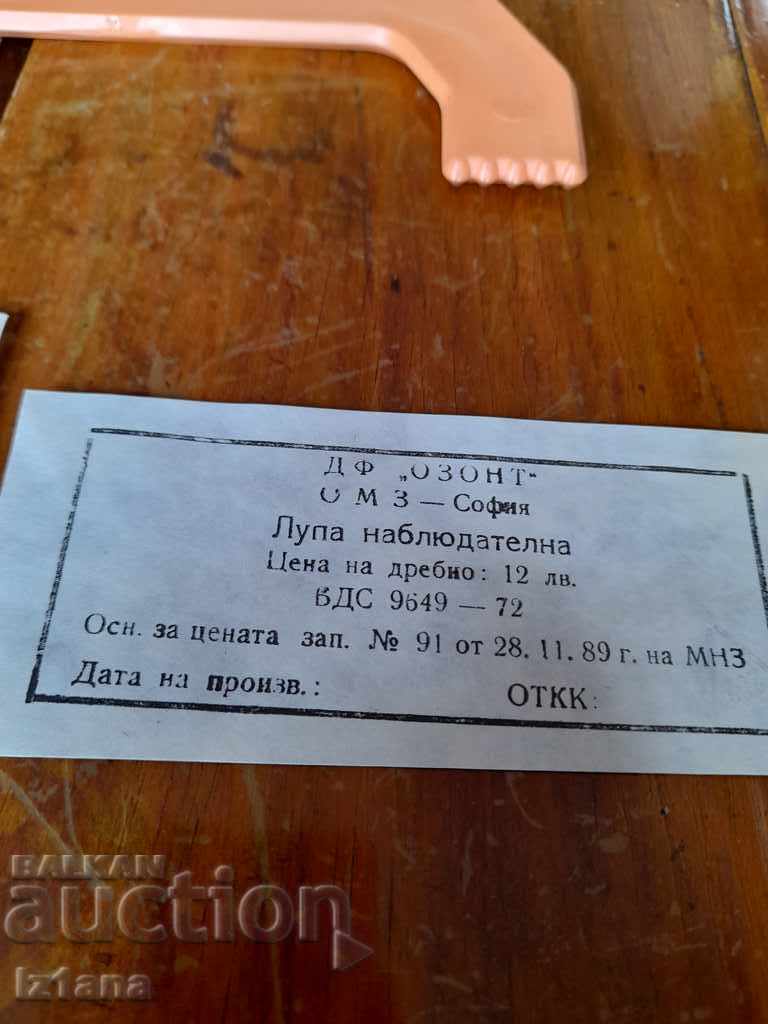 ДФ „ОЗОНТ“
ОМЗ — София
Лупа наблюдателна
Цена на дребно: 12 лв.
БДС 9649 — 72
Осн. за цената зап. № 91 от 28.11.89 г. на МНЗ
Дата на произв.: ОТКК:
BALKAN
auction
Iz1ana